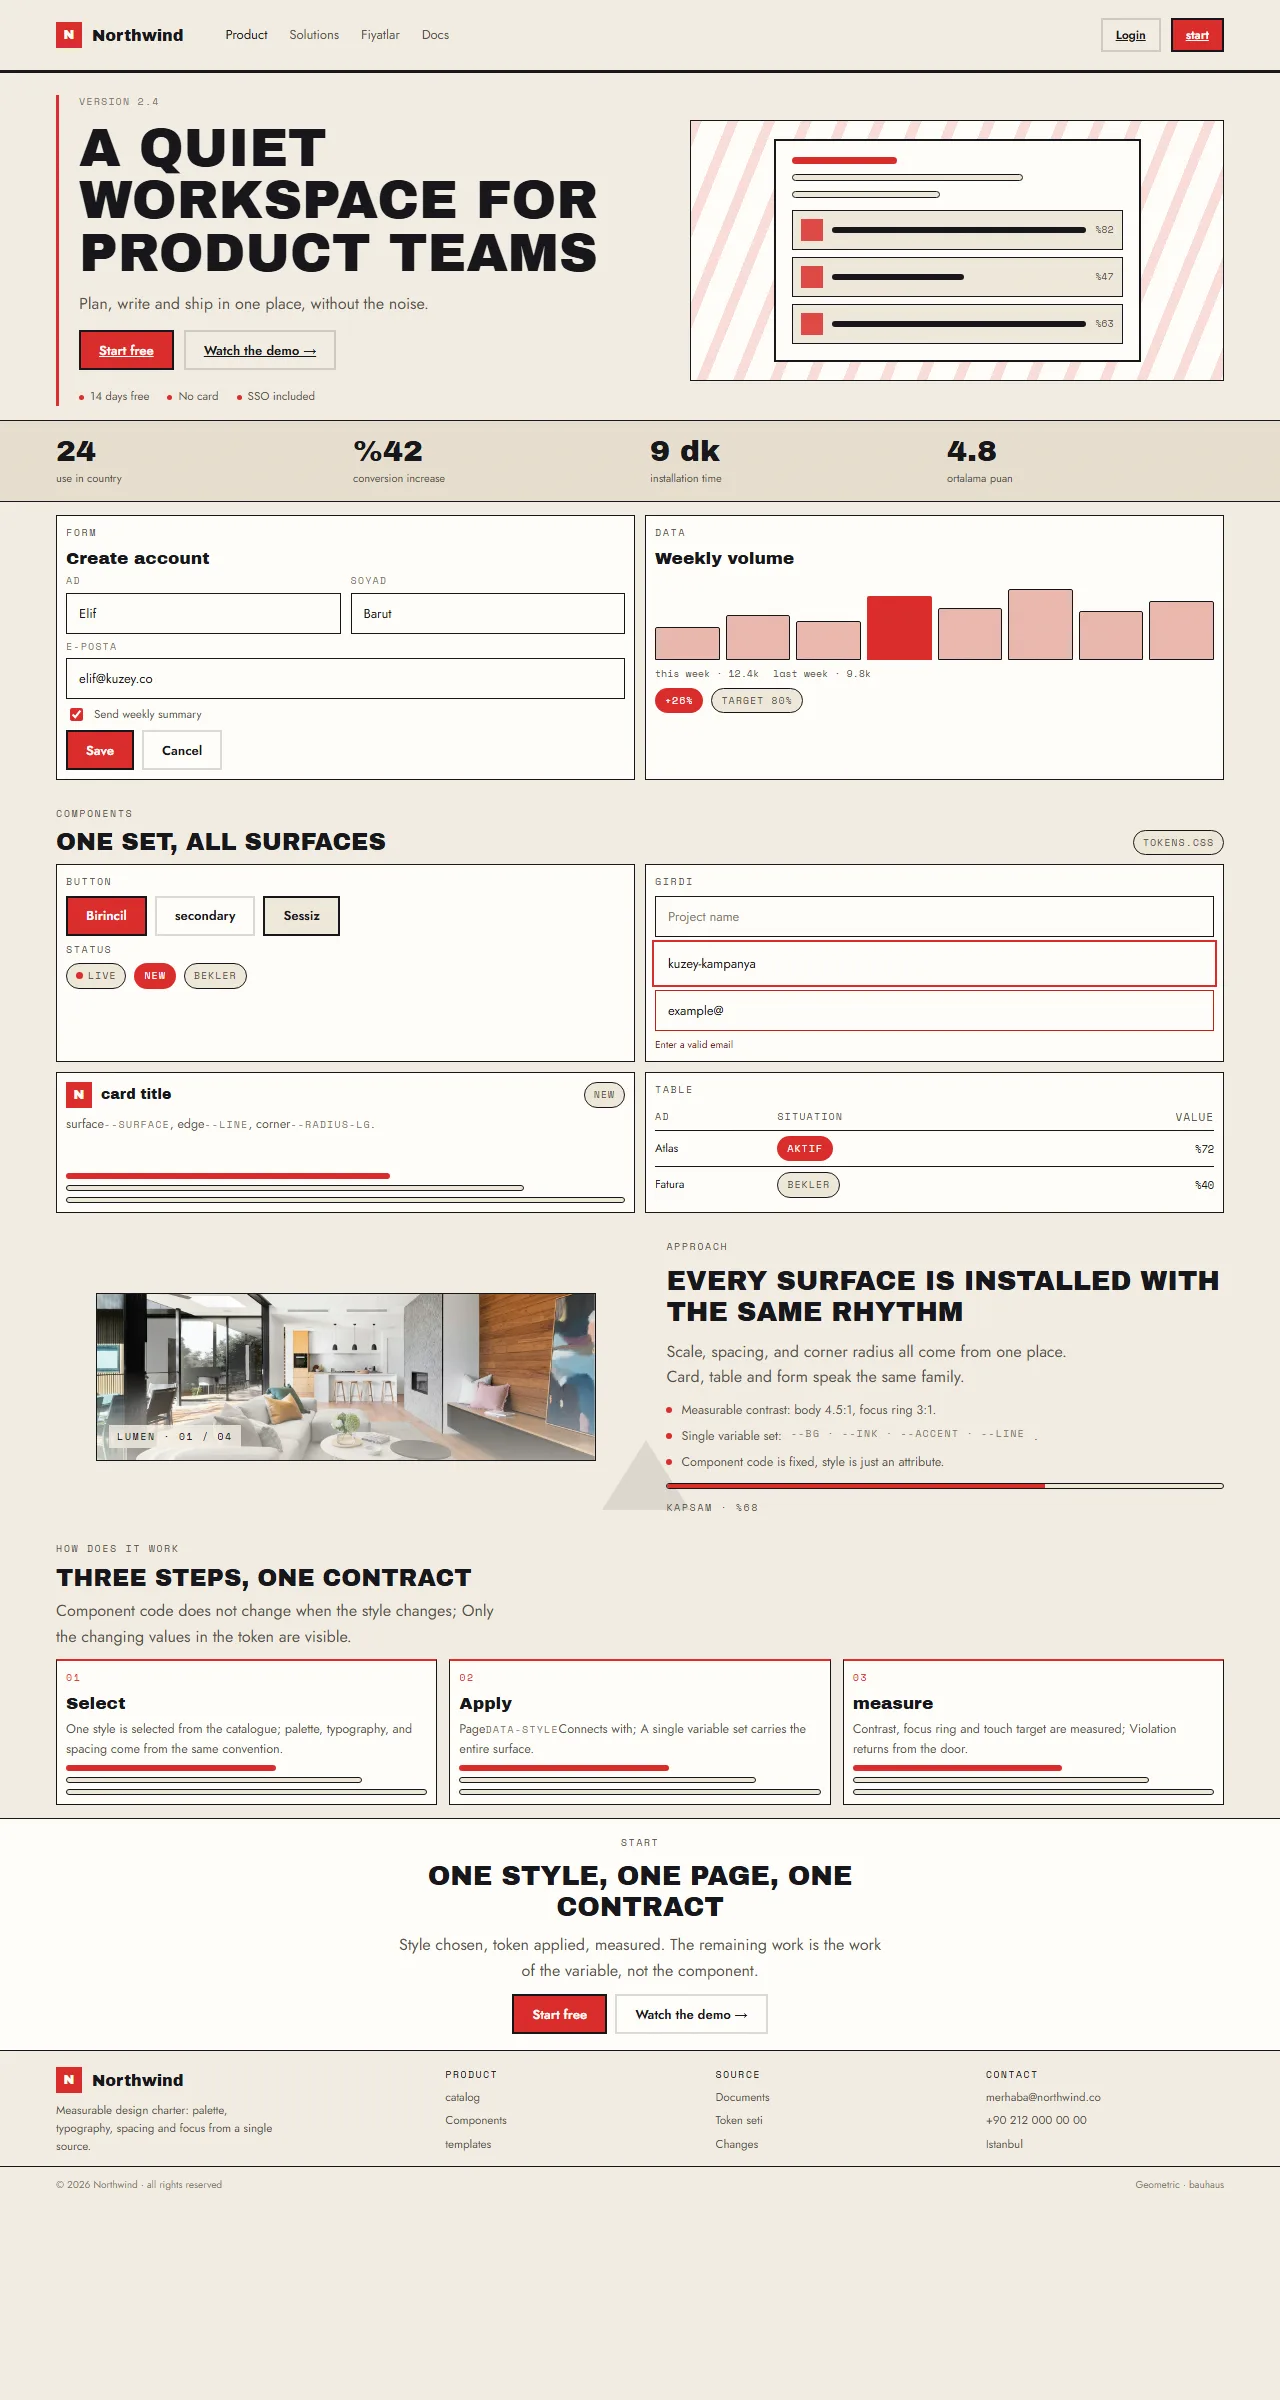 N Northwind Product Solutions Fiyatlar Docs Login start
VERSION 2.4
A QUIET
WORKSPACE FOR
PRODUCT TEAMS
Plan, write and ship in one place, without the noise.
Start free Watch the demo →
14 days free No card SSO included
%82
%47
%63
24 %42 9 dk 4.8
use in country conversion increase installation time ortalama puan
FORM
Create account
AD SOYAD
Elif Barut
E-POSTA
elif@kuzey.co
Send weekly summary
Save Cancel
DATA
Weekly volume
this week · 12.4k last week · 9.8k
+26% TARGET 80%
COMPONENTS
ONE SET, ALL SURFACES
TOKENS.CSS
BUTTON
Birincil secondary Sessiz
STATUS
LIVE NEW BEKLER
GIRDI
Project name
kuzey-kampanya
example@
Enter a valid email
N card title NEW
surface--SURFACE, edge--LINE, corner--RADIUS-LG.
TABLE
AD SITUATION VALUE
Atlas AKTIF %72
Fatura BEKLER %40
LUMEN · 01 / 04
APPROACH
EVERY SURFACE IS INSTALLED WITH
THE SAME RHYTHM
Scale, spacing, and corner radius all come from one place.
Card, table and form speak the same family.
Measurable contrast: body 4.5:1, focus ring 3:1.
Single variable set: --BG · --INK · --ACCENT · --LINE .
Component code is fixed, style is just an attribute.
KAPSAM · %68
HOW DOES IT WORK
THREE STEPS, ONE CONTRACT
Component code does not change when the style changes; Only
the changing values in the token are visible.
01
Select
One style is selected from the catalogue; palette, typography, and
spacing come from the same convention.
02
Apply
PageDATA-STYLEConnects with; A single variable set carries the
entire surface.
03
measure
Contrast, focus ring and touch target are measured; Violation
returns from the door.
START
ONE STYLE, ONE PAGE, ONE
CONTRACT
Style chosen, token applied, measured. The remaining work is the work
of the variable, not the component.
Start free Watch the demo →
N Northwind
Measurable design charter: palette,
typography, spacing and focus from a single
source.
PRODUCT
catalog
Components
templates
SOURCE
Documents
Token seti
Changes
CONTACT
merhaba@northwind.co
+90 212 000 00 00
Istanbul
© 2026 Northwind · all rights reserved Geometric · bauhaus